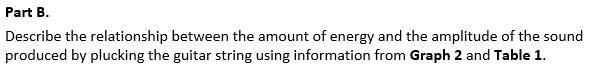 Part B.
Describe the relationship between the amount of energy and the amplitude of the sound
produced by plucking the guitar string using information from Graph 2 and Table 1.